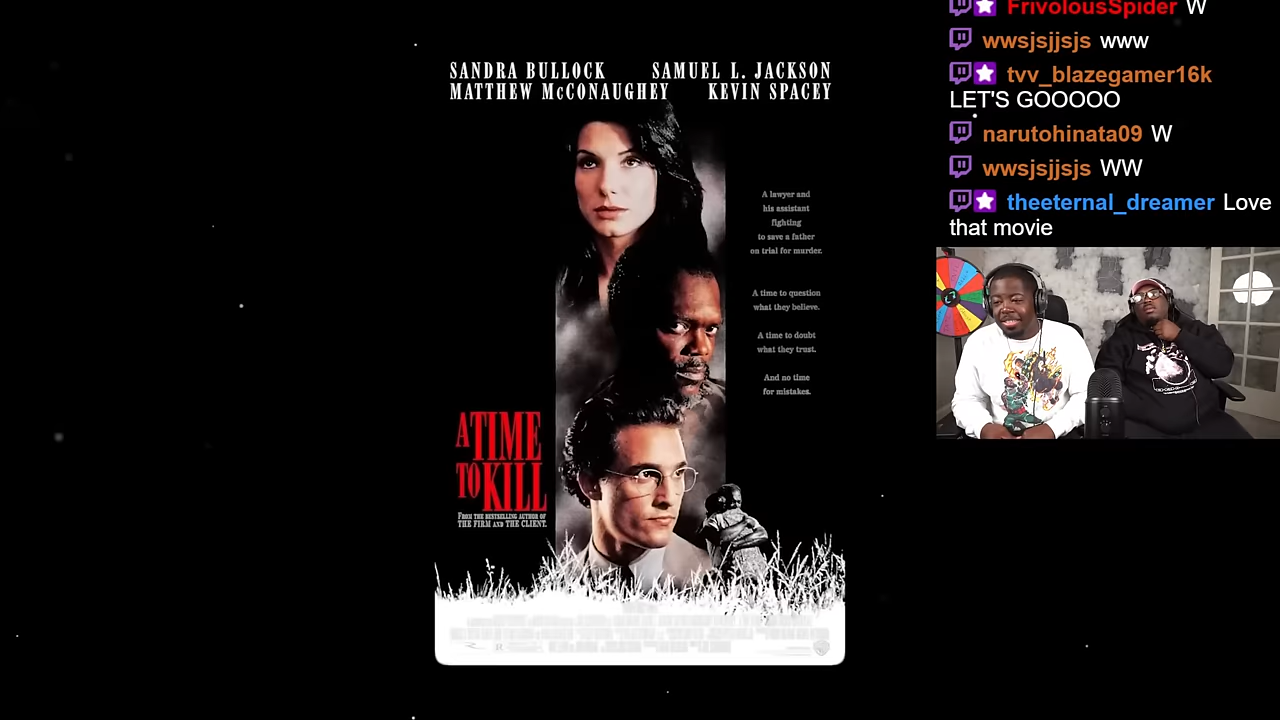 SANDRA BULLOCK SAMUEL L. JACKSON
MATTHEW McCONAUGHEY KEVIN SPACEY
A lawyer and
his assistant
fighting
to save a father
on trial for murder.
A time to question
what they believe.
A time to doubt
what they trust.
And no time
for mistakes.
A TIME
TO KILL
FROM THE BESTSELLING AUTHOR OF
THE FIRM AND THE CLIENT.
FrivolousSpider W
wwsjsjjsjs www
tvv_blazegamer16k
LET'S GOOOOO
narutohinata09 W
wwsjsjjsjs WW
theeternal_dreamer Love
that movie